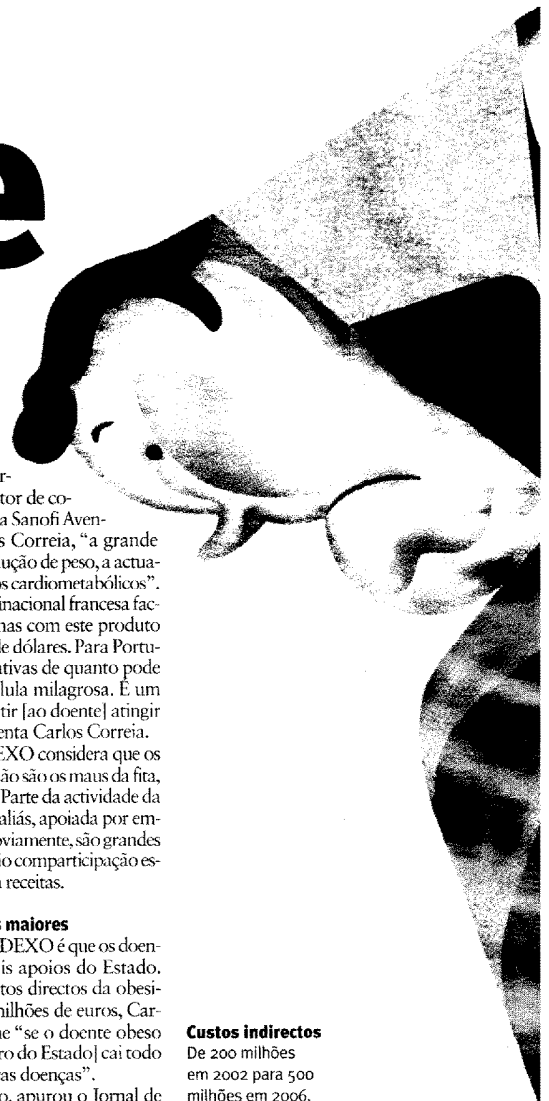 e
r-
tor de co-
a Sanofi Aven-
s Correia, “a grande
ução de peso, a actua-
os cardiometabólicos”.
inacional francesa fac-
nas com este produto
de dólares. Para Portu-
ativas de quanto pode
lula milagrosa. É um
tir [ao doente] atingir
enta Carlos Correia.
EXO considera que os
ão são os maus da fita,
Parte da actividade da
aliás, apoiada por em-
oviamente, são grandes
io comparticipação es-
receitas.
s maiores
DEXO é que os doen-
is apoios do Estado.
tos directos da obesi-
nilhões de euros, Car-
ue “se o doente obeso
ro do Estado] cai todo
ras doenças”.
o, apurou o Jornal de
Custos indirectos
De 200 milhões
em 2002 para 500
milhões em 2006.